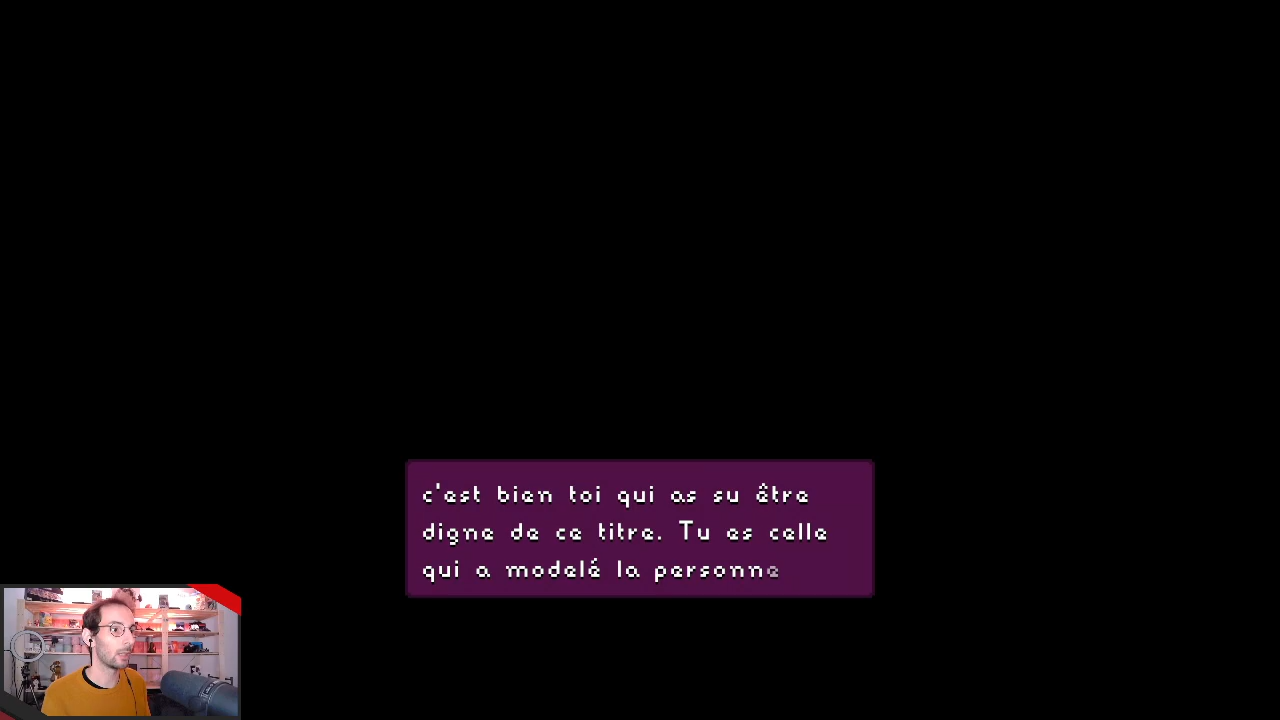 c'est bien toi qui as su être
digne de ce titre. Tu es celle
qui a modelé la personne